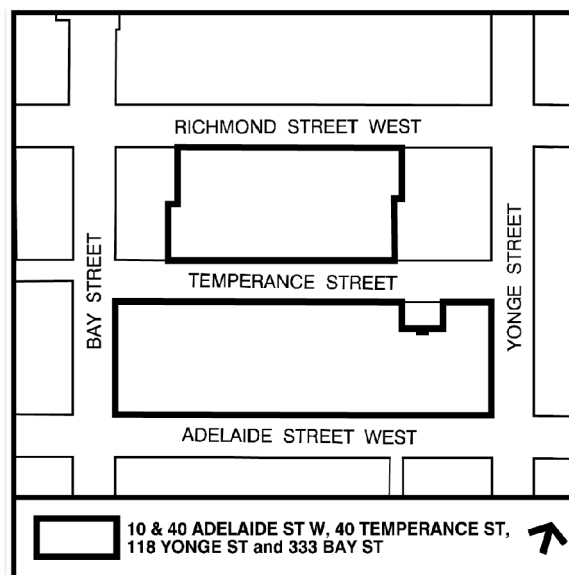 RICHMOND STREET WEST
BAY STREET
TEMPERANCE STREET
YONGE STREET
ADELAIDE STREET WEST
10 & 40 ADELAIDE ST W, 40 TEMPERANCE ST,
118 YONGE ST and 333 BAY ST